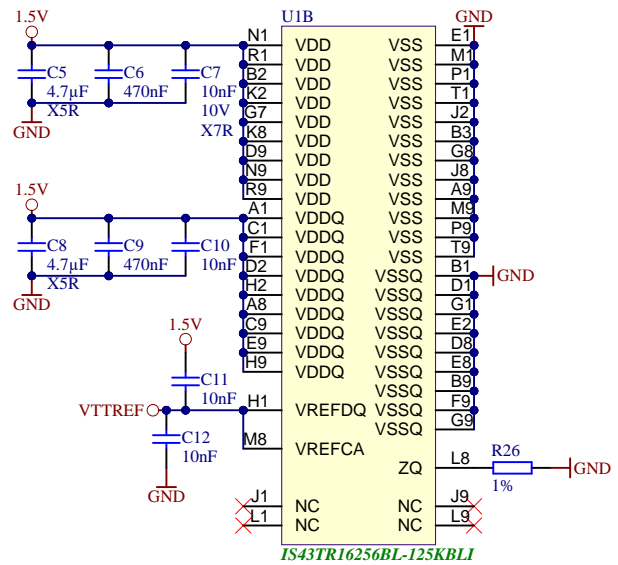 U1B
1.5V
C5
4.7µF
X5R
C6
470nF
C7
10nF
10V
X7R
GND
N1 VDD
R1 VDD
B2 VDD
K2 VDD
G7 VDD
K8 VDD
D9 VDD
N9 VDD
R9 VDD
1.5V
C8
4.7µF
X5R
C9
470nF
C10
10nF
GND
A1 VDDQ
C1 VDDQ
F1 VDDQ
D2 VDDQ
H2 VDDQ
A8 VDDQ
C9 VDDQ
E9 VDDQ
H9 VDDQ
1.5V
C11
10nF
VTTREF
C12
10nF
GND
H1 VREFDQ
M8 VREFCA
J1 NC
L1 NC
GND
VSS E1
VSS M1
VSS P1
VSS T1
VSS J2
VSS B3
VSS G8
VSS J8
VSS A9
VSS M9
VSS P9
VSS T9
VSSQ B1 GND
VSSQ D1
VSSQ G1
VSSQ E2
VSSQ D8
VSSQ E8
VSSQ B9
VSSQ F9
VSSQ G9
ZQ L8
R26
1%
GND
NC J9
NC L9
IS43TR16256BL-125KBLI